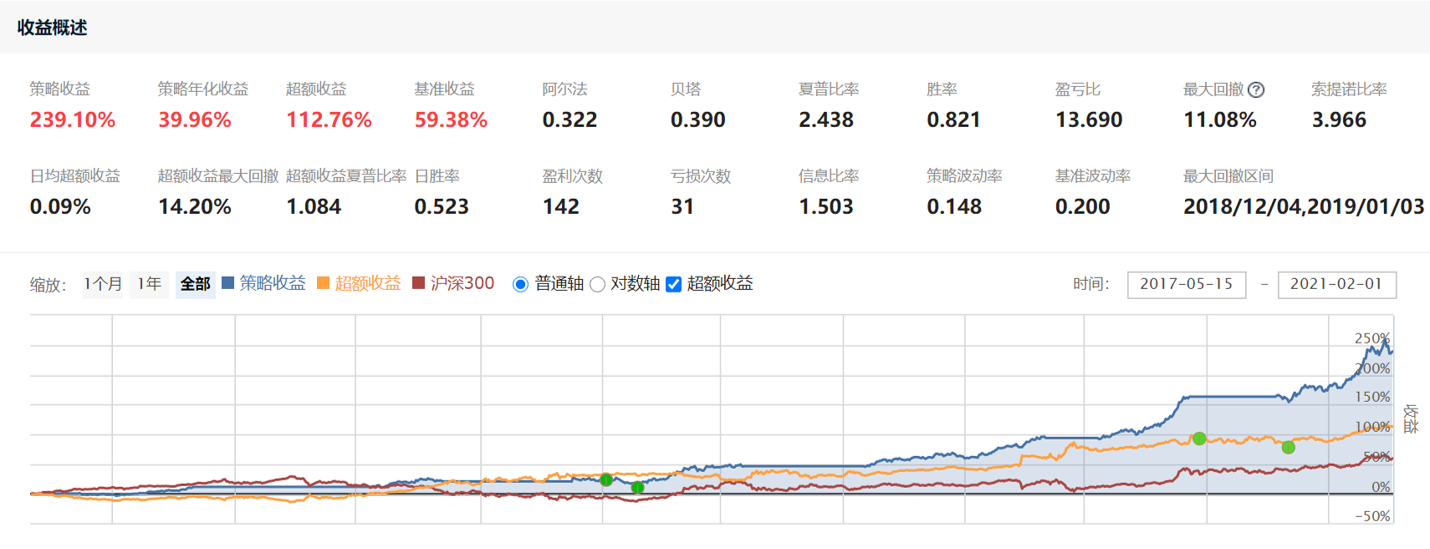 收益概述
策略收益 策略年化收益 超额收益 基准收益 阿尔法 贝塔 夏普比率 胜率 盈亏比 最大回撤 ? 索提诺比率
239.10% 39.96% 112.76% 59.38% 0.322 0.390 2.438 0.821 13.690 11.08% 3.966
日均超额收益 超额收益最大回撤 超额收益夏普比率 日胜率 盈利次数 亏损次数 信息比率 策略波动率 基准波动率 最大回撤区间
0.09% 14.20% 1.084 0.523 142 31 1.503 0.148 0.200 2018/12/04,2019/01/03
缩放: 1个月 1年 全部 策略收益 超额收益 沪深300 普通轴 对数轴 超额收益 时间: 2017-05-15 – 2021-02-01
250%
200%
150%
100%
50%
0%
-50%
收益